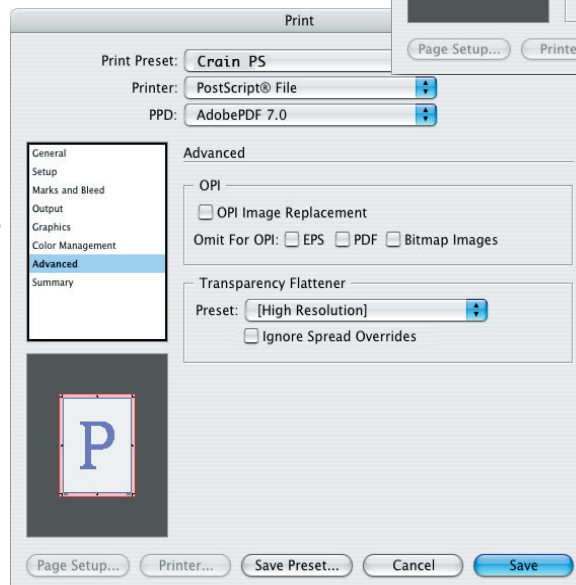 Print
Page Setup...
Print Preset: Crain PS
Printer: PostScript® File
PPD: AdobePDF 7.0
General
Setup
Marks and Bleed
Output
Graphics
Color Management
Advanced
Summary
Advanced
OPI
OPI Image Replacement
Omit For OPI: EPS PDF Bitmap Images
Transparency Flattener
Preset: [High Resolution]
Ignore Spread Overrides
P
Page Setup... Printer... Save Preset... Cancel Save